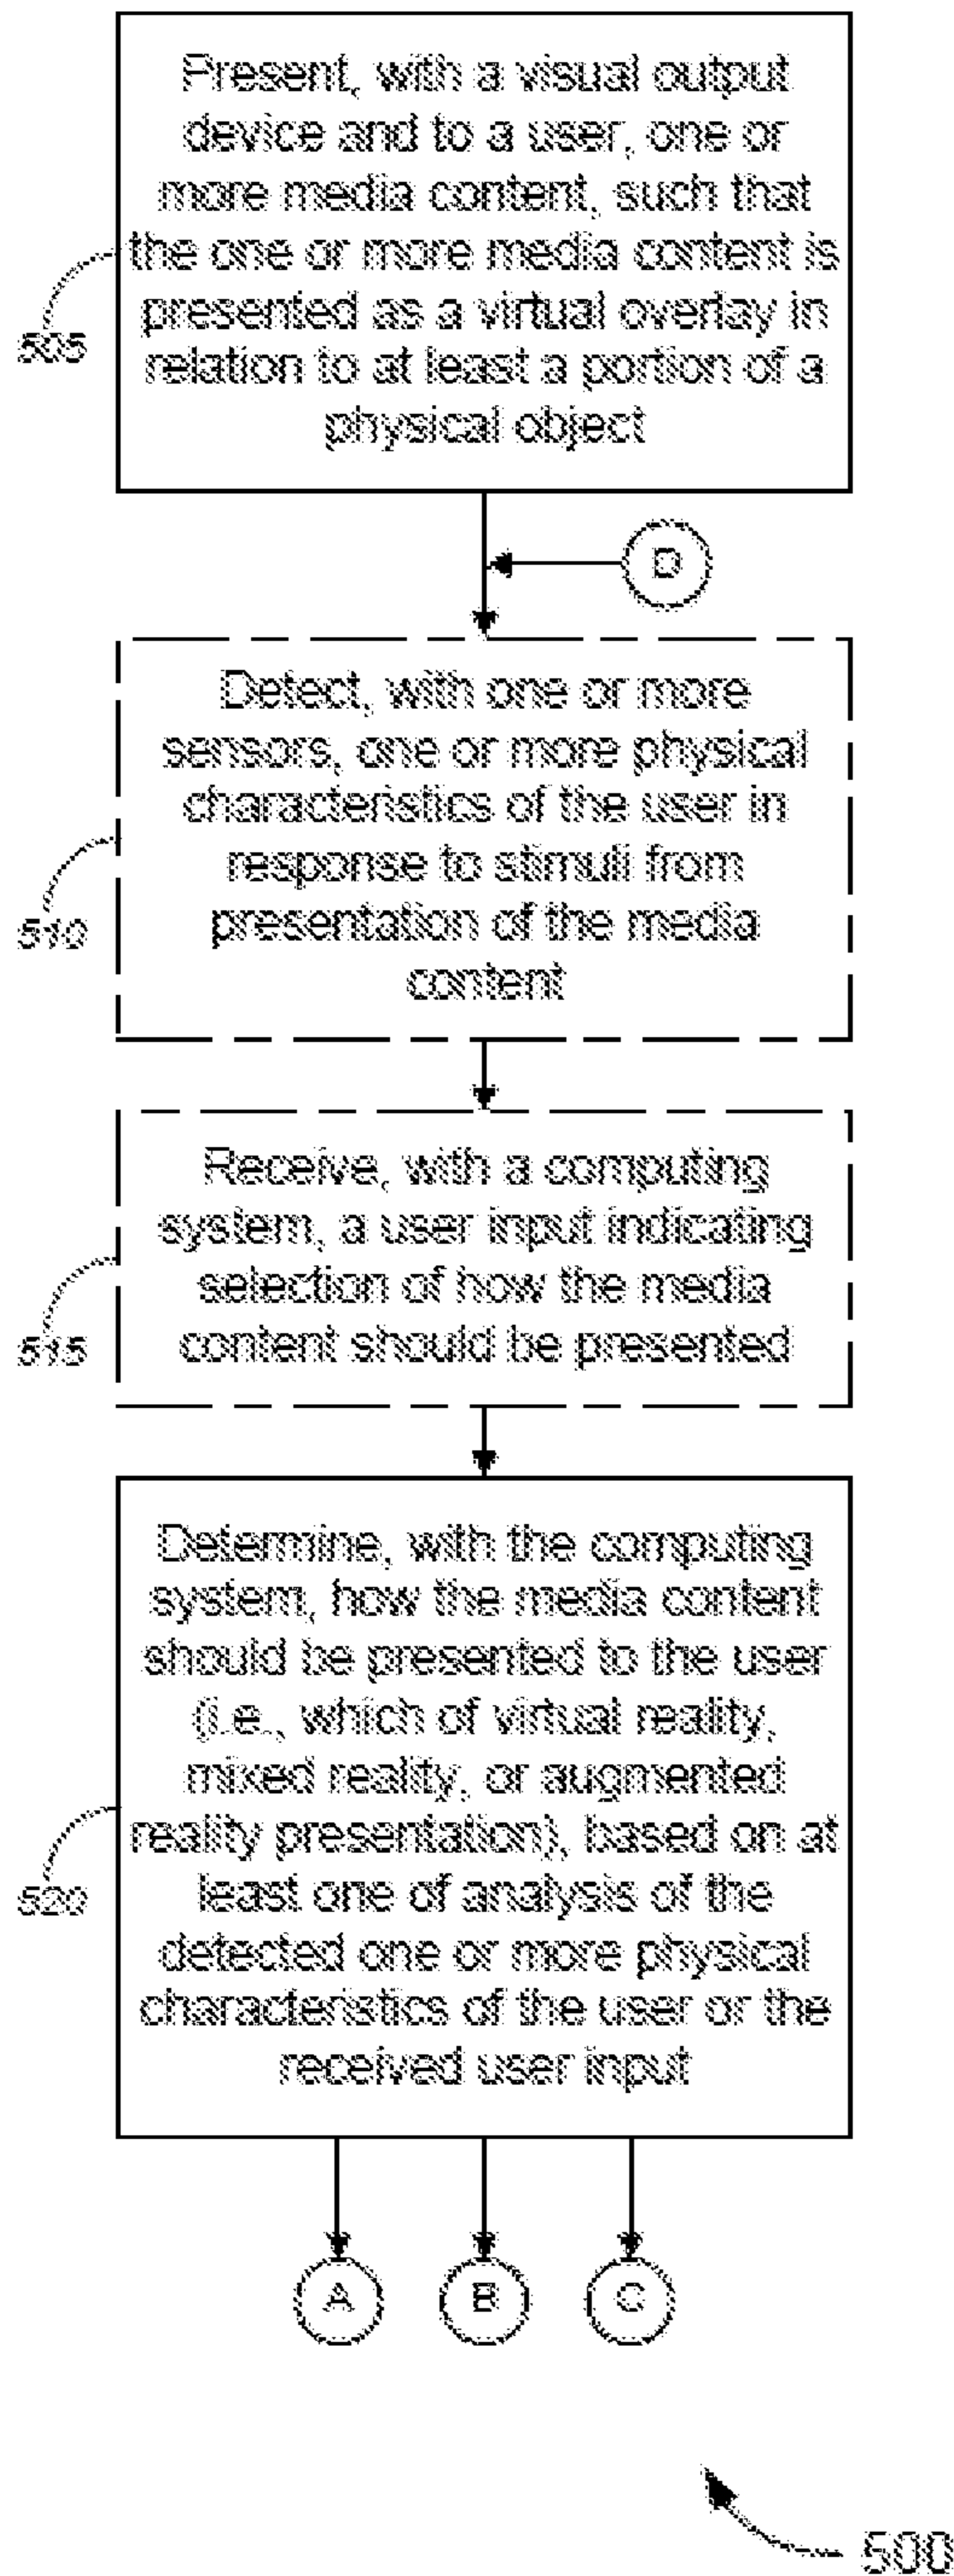 Present, with a visual output
device and to a user, one or
more media content, such that
the one or more media content is
presented as a virtual overlay in
relation to at least a portion of a
physical object
505
D
Detect, with one or more
sensors, one or more physical
characteristics of the user in
response to stimuli from
presentation of the media
content
510
Receive, with a computing
system, a user input indicating
selection of how the media
content should be presented
515
Determine, with the computing
system, how the media content
should be presented to the user
(i.e., which of virtual reality,
mixed reality, or augmented
reality presentation), based on at
least one of analysis of the
detected one or more physical
characteristics of the user or the
received user input
520
A
B
C
500